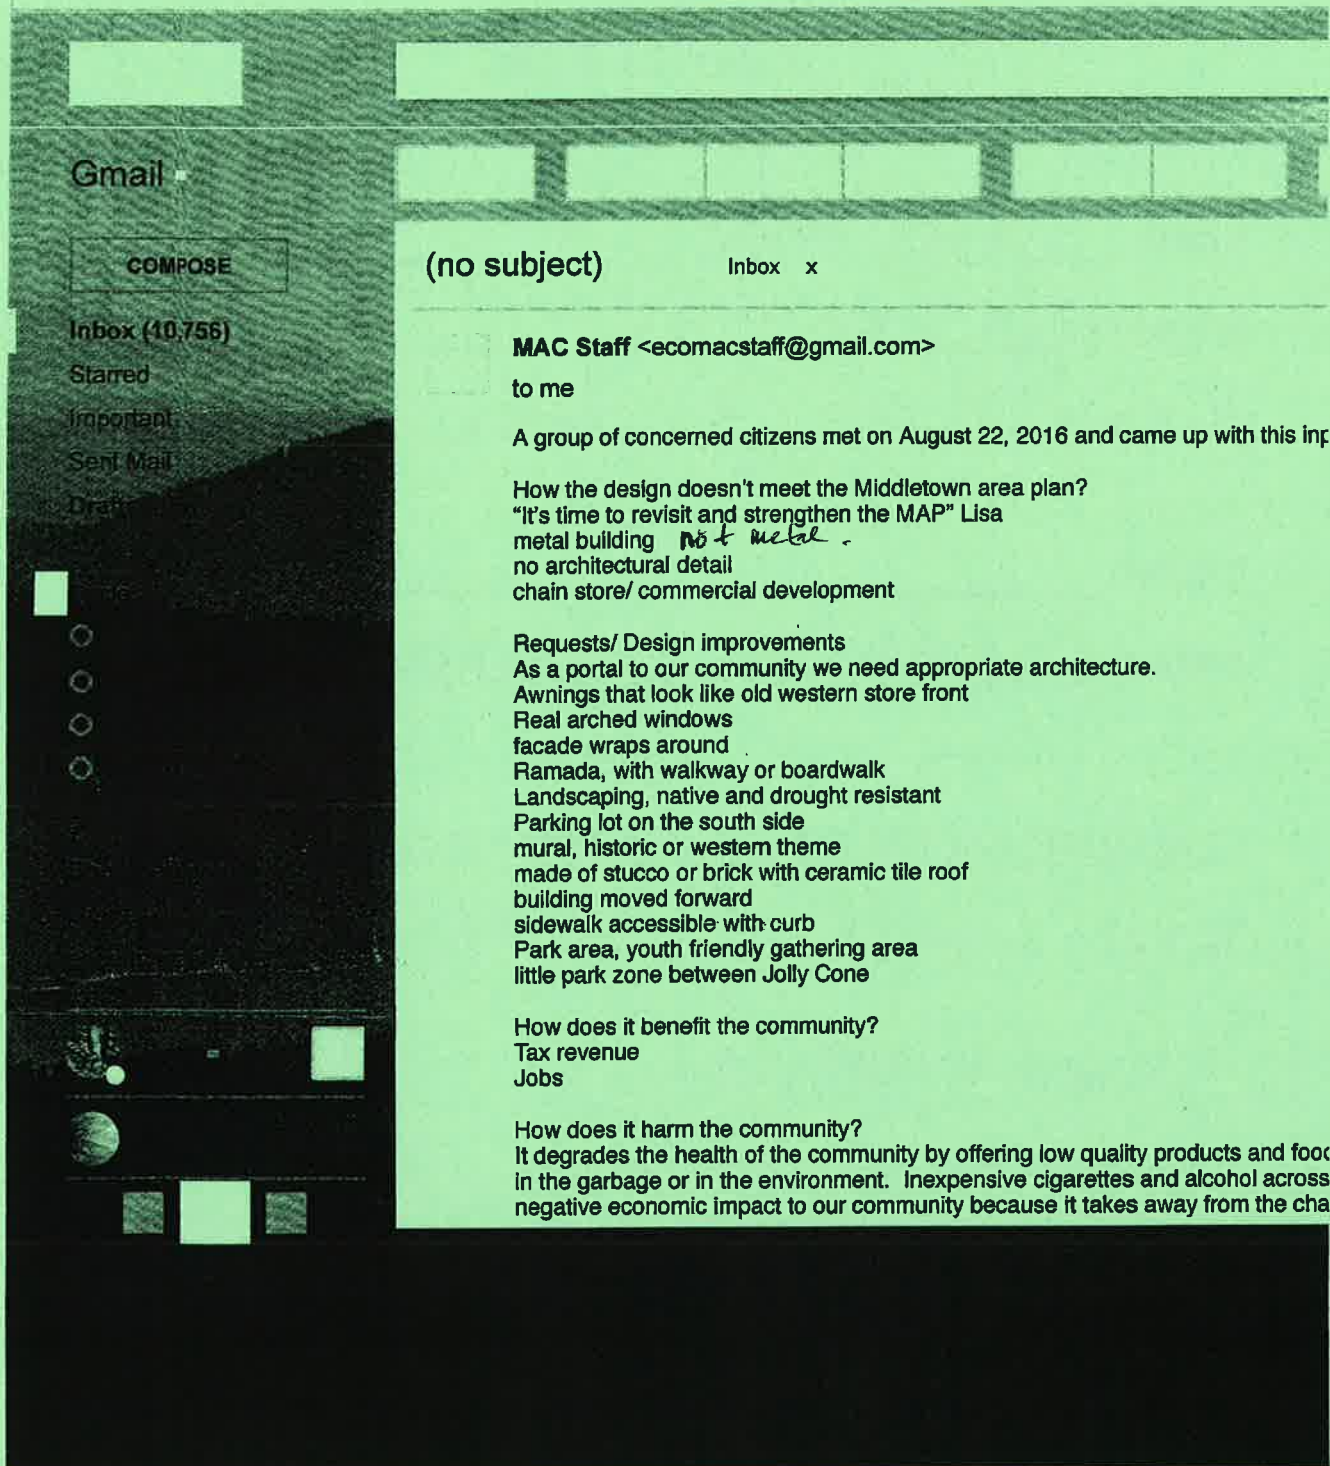 Gmail
COMPOSE
Inbox (10,756)
Starred
Important
Sent Mail
(no subject) Inbox x
MAC Staff <ecomacstaff@gmail.com>
to me
A group of concerned citizens met on August 22, 2016 and came up with this
How the design doesn't meet the Middletown area plan?
"It's time to revisit and strengthen the MAP" Lisa
metal building not metal.
no architectural detail
chain store/ commercial development
Requests/ Design improvements
As a portal to our community we need appropriate architecture.
Awnings that look like old western store front
Real arched windows
facade wraps around
Ramada, with walkway or boardwalk
Landscaping, native and drought resistant
Parking lot on the south side
mural, historic or western theme
made of stucco or brick with ceramic tile roof
building moved forward
sidewalk accessible with curb
Park area, youth friendly gathering area
little park zone between Jolly Cone
How does it benefit the community?
Tax revenue
Jobs
How does it harm the community?
It degrades the health of the community by offering low quality products and
in the garbage or in the environment. Inexpensive cigarettes and alcohol across
negative economic impact to our community because it takes away from the